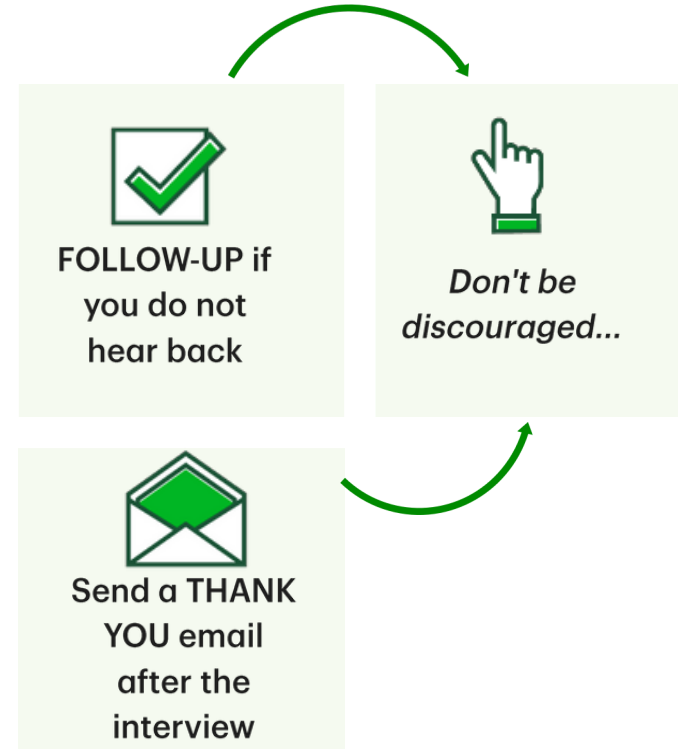 FOLLOW-UP if
you do not
hear back
Don't be
discouraged...
Send a THANK
YOU email
after the
interview